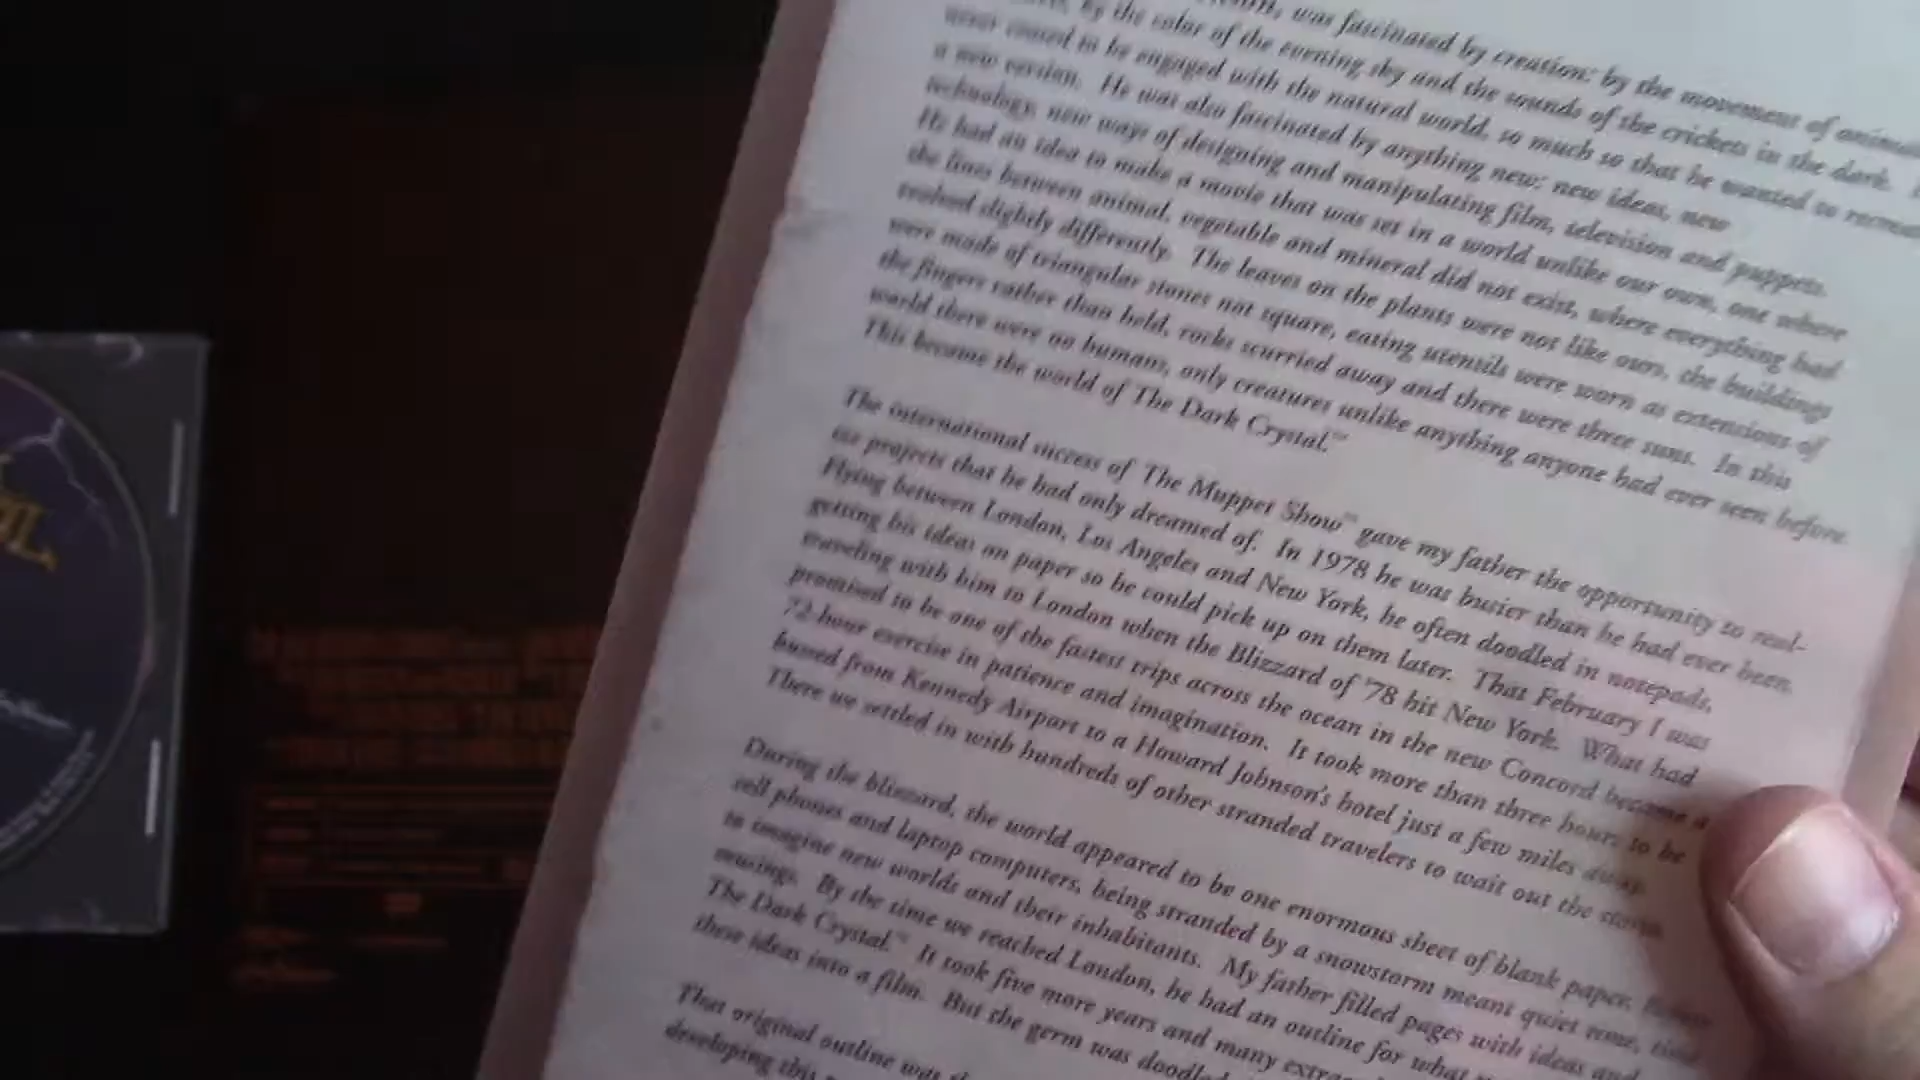 was fascinated by creation: by the movement of
by the color of the evening sky and the sounds of the crickets in the dark.
never ceased to be engaged with the natural world, so much so that he wanted to
a new version. He was also fascinated by anything new: new ideas, new
technology, new ways of designing and manipulating film, television and puppets.
He had an idea to make a movie that was set in a world unlike our own, one where
the lines between animal, vegetable and mineral did not exist, where everything had
evolved slightly differently. The leaves on the plants were not like ours, the buildings
were made of triangular stones not square, eating utensils were worn as extensions of
the fingers rather than held, rocks scurried away and there were three suns. In this
world there were no humans, only creatures unlike anything anyone had ever seen before.
This became the world of The Dark Crystal.™
The international success of The Muppet Show™ gave my father the opportunity to real-
ize projects that he had only dreamed of. In 1978 he was busier than he had ever been.
Flying between London, Los Angeles and New York, he often doodled in notepads,
getting his ideas on paper so he could pick up on them later. That February I was
traveling with him to London when the Blizzard of '78 hit New York. What had
promised to be one of the fastest trips across the ocean in the new Concord became a
72-hour exercise in patience and imagination. It took more than three hours to be
bussed from Kennedy Airport to a Howard Johnson's hotel just a few miles away.
There we settled in with hundreds of other stranded travelers to wait out the storm.
During the blizzard, the world appeared to be one enormous sheet of blank paper.
cell phones and laptop computers, being stranded by a snowstorm meant quiet time, time
to imagine new worlds and their inhabitants. My father filled pages with ideas and
musings. By the time we reached London, he had an outline for what
The Dark Crystal.™ It took five more years and many
these ideas into a film. But the germ was
That original outline was
developing this